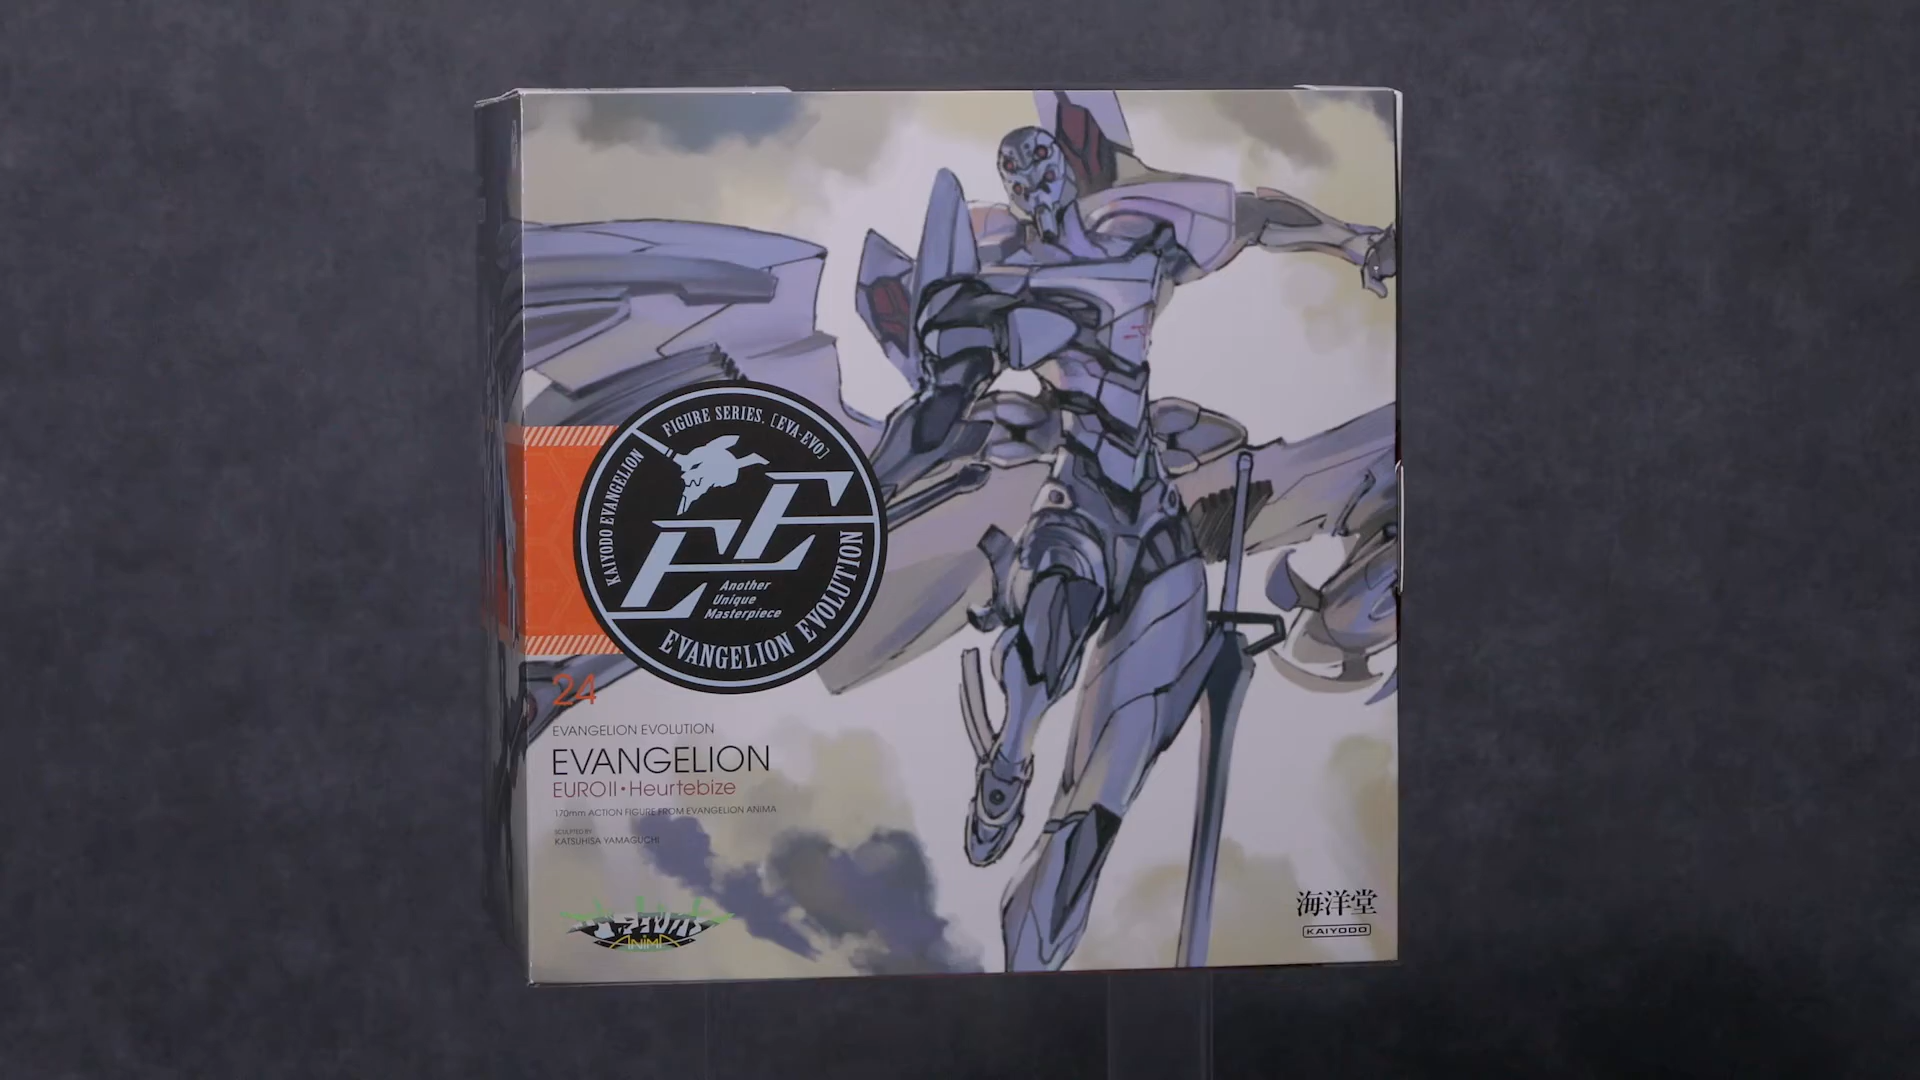 KAIYODO EVANGELION
FIGURE SERIES. [EVA-EVO]
EE
Another
Unique
Masterpiece
EVANGELION EVOLUTION
24
EVANGELION EVOLUTION
EVANGELION
EUROII・Heurtebize
170mm ACTION FIGURE FROM EVANGELION ANIMA
SCULPTED BY
KATSUHISA YAMAGUCHI
ANIMA
海洋堂
KAIYODO